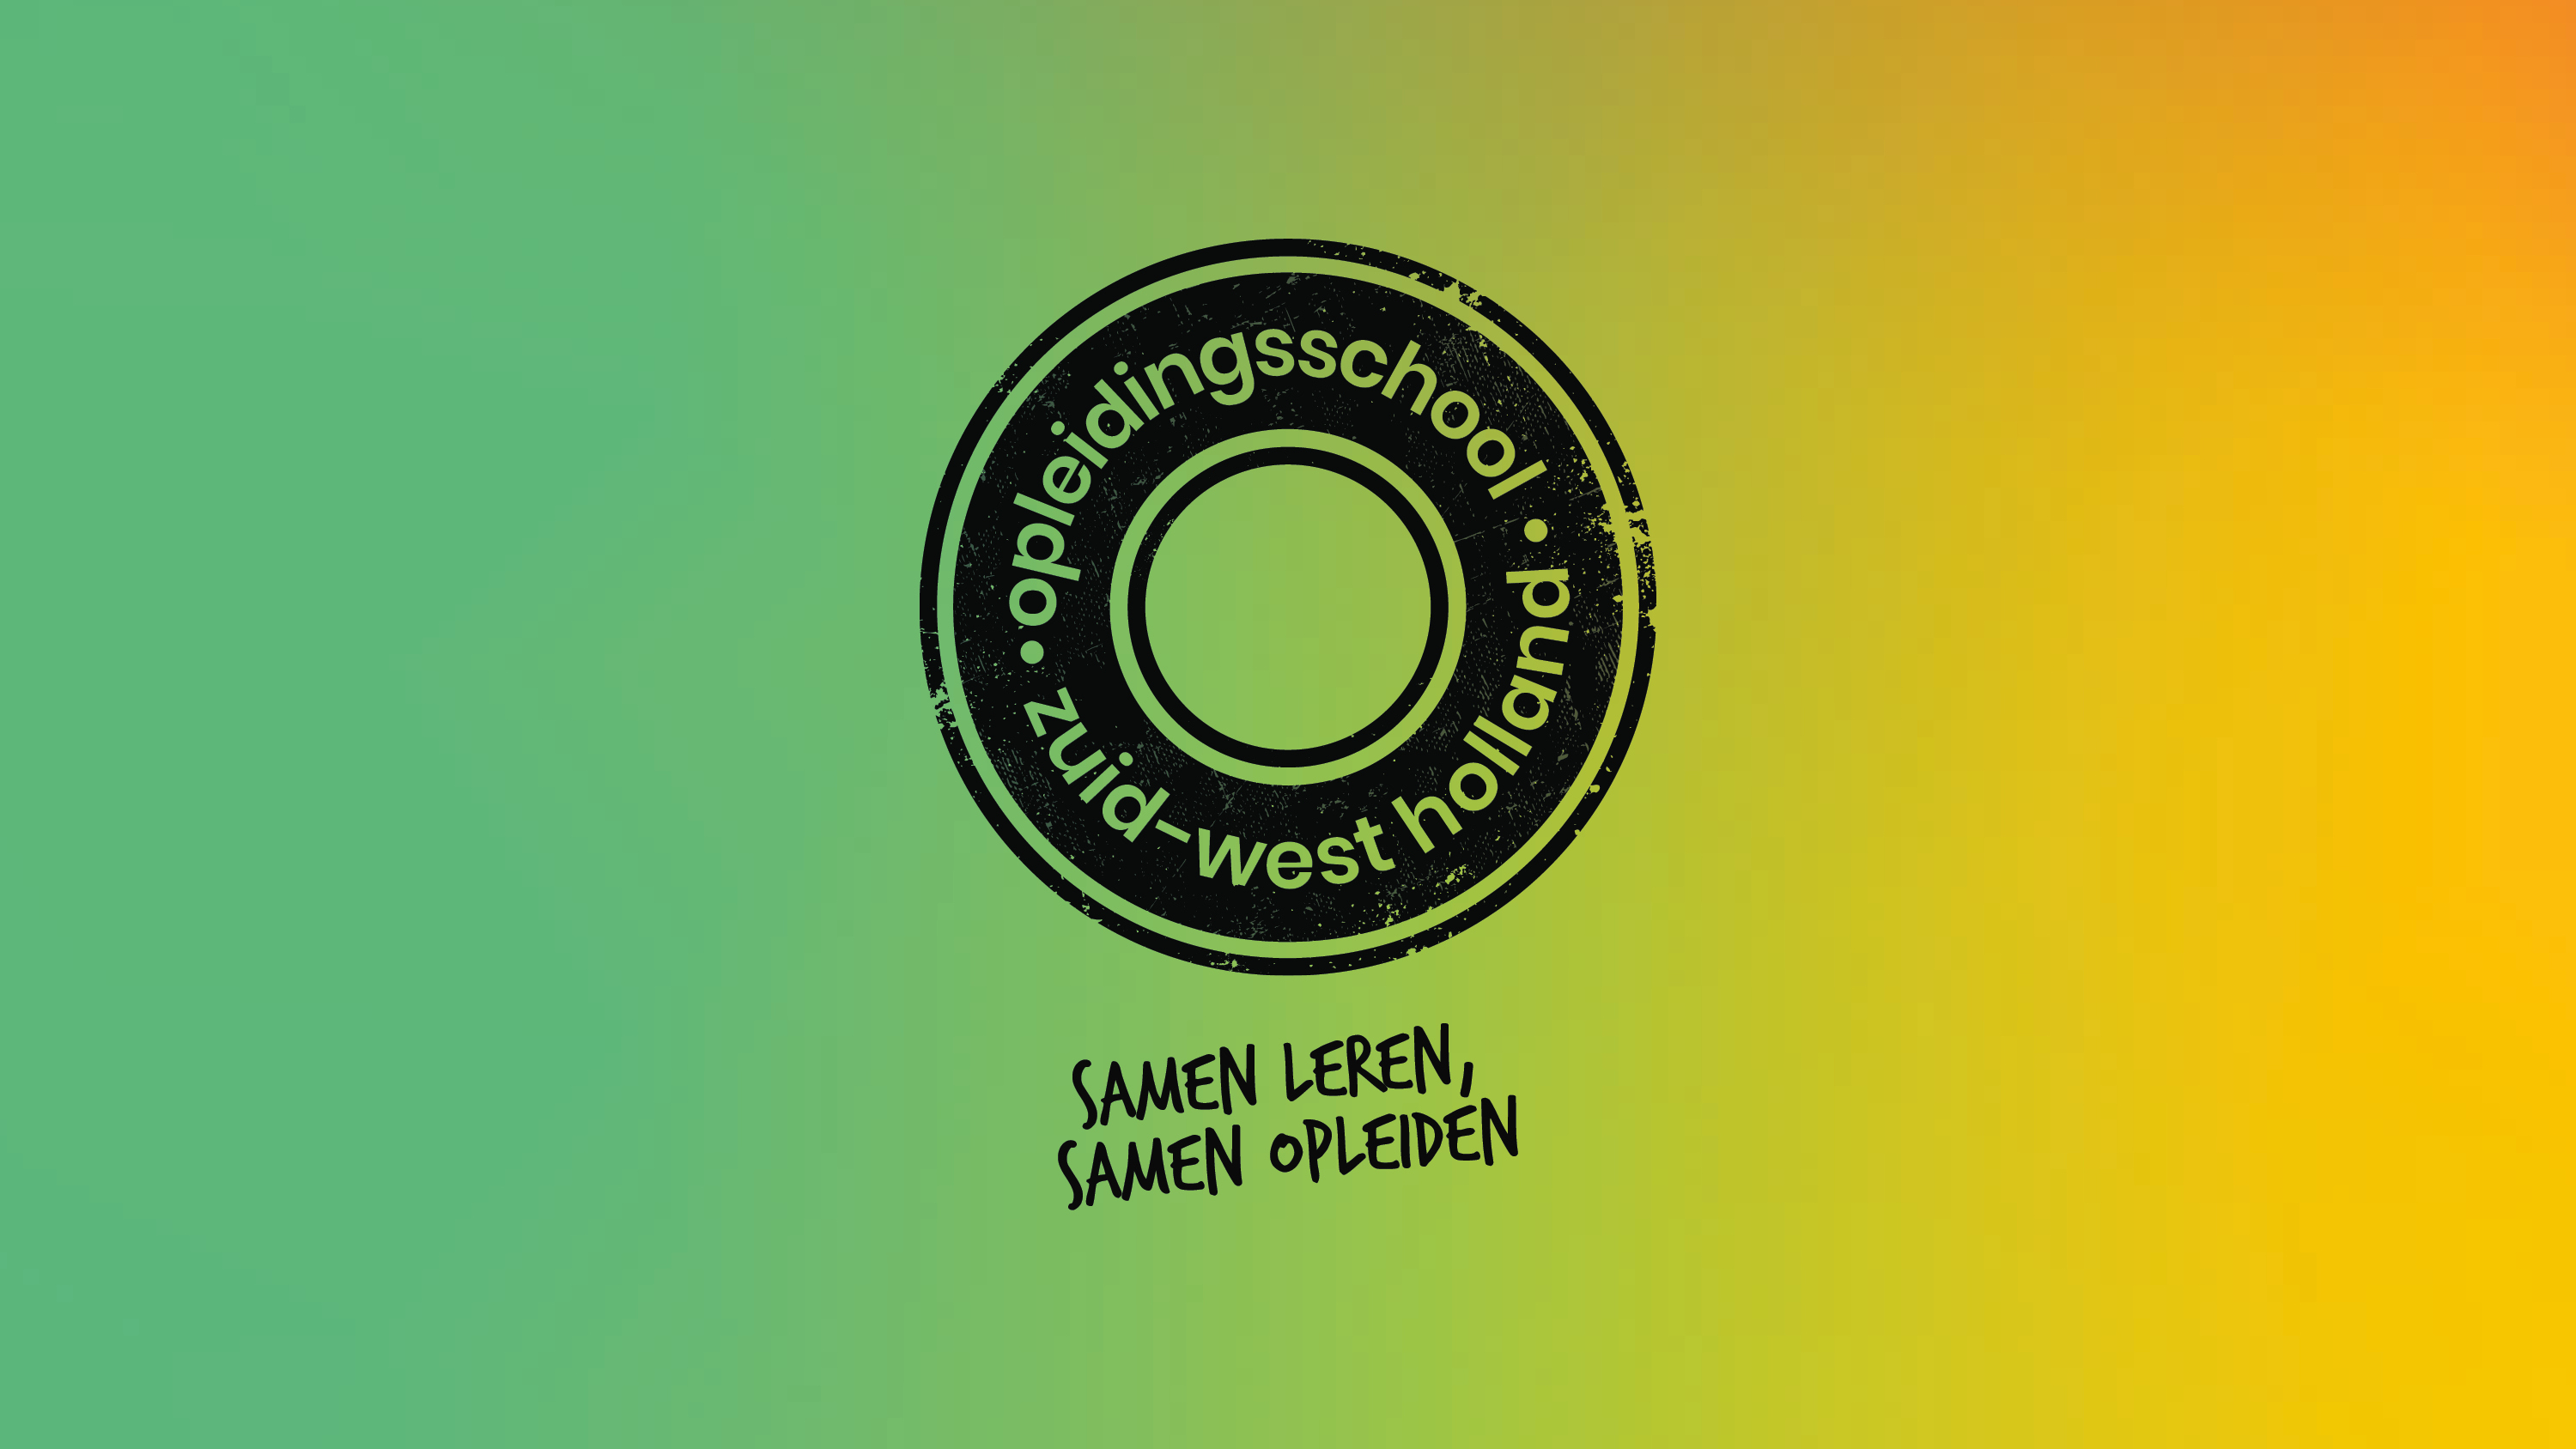 • opleidingsschool •
zuid-west holland
SAMEN LEREN,
SAMEN OPLEIDEN